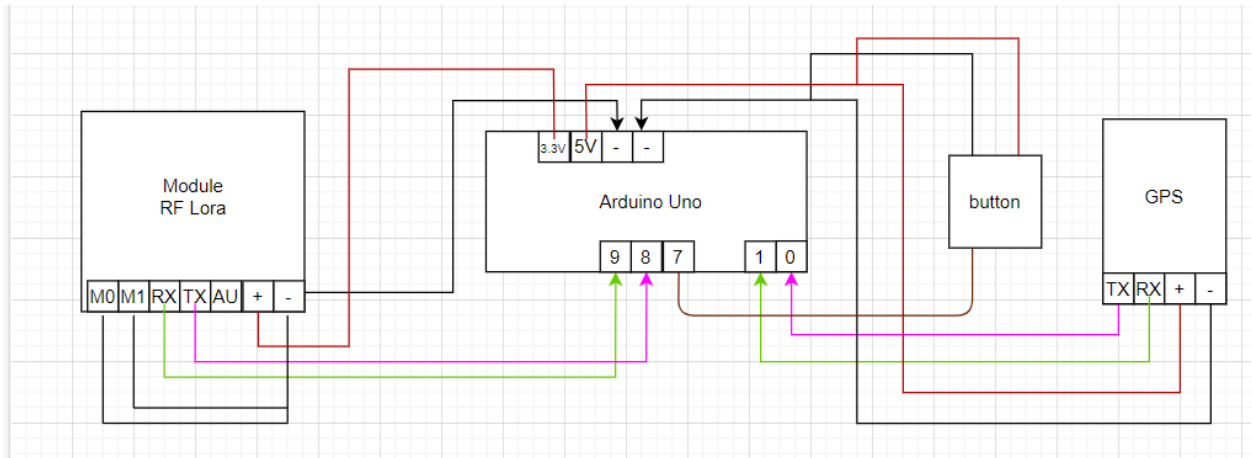 3.3V 5V - -
Module
RF Lora
Arduino Uno
button
GPS
9 8 7 1 0
M0 M1 RX TX AU + -
TX RX + -